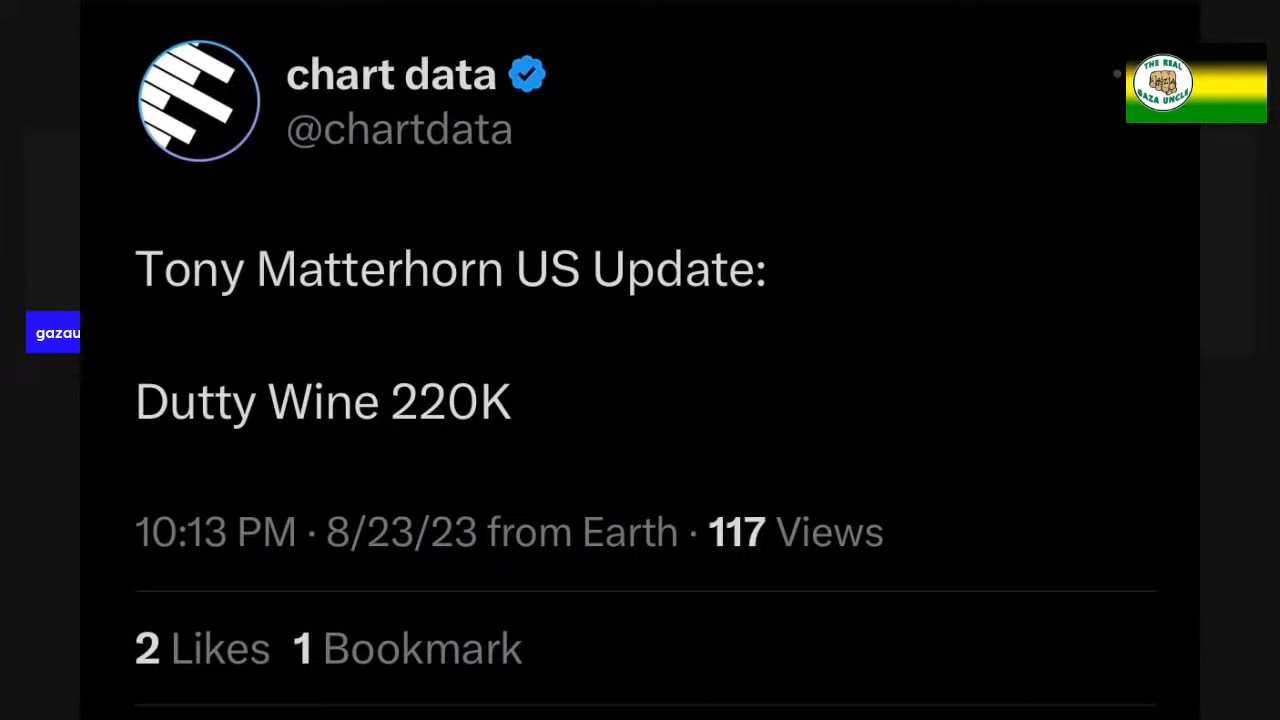 chart data
@chartdata
THE REAL
GAZA UNCLE
Tony Matterhorn US Update:
gazau
Dutty Wine 220K
10:13 PM · 8/23/23 from Earth · 117 Views
2 Likes 1 Bookmark